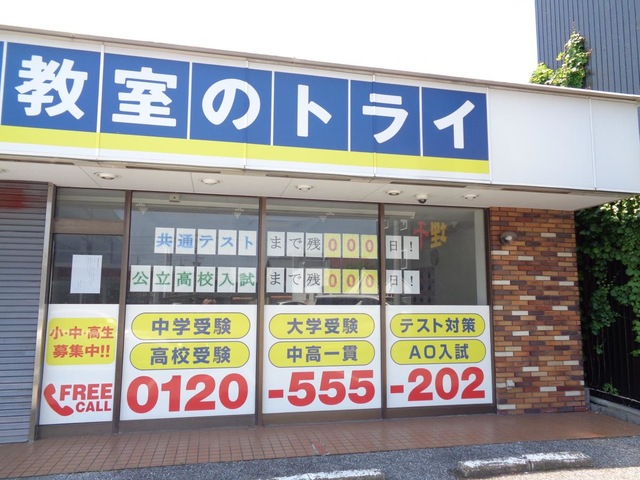 教室のトライ
共通テストまで残000日!
公立高校入試まで残000日!
小・中・高生
募集中!!
中学受験
大学受験
テスト対策
高校受験
中高一貫
AO入試
FREE
CALL
0120-555-202